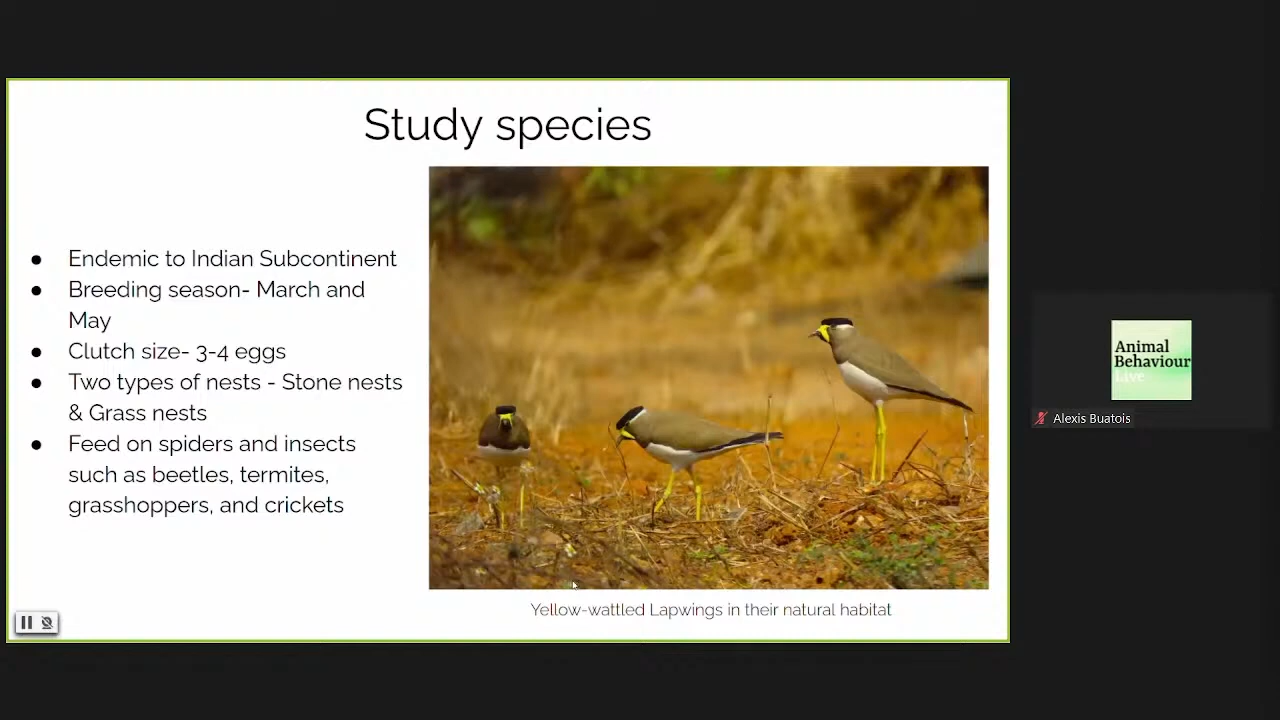 Study species
● Endemic to Indian Subcontinent
● Breeding season- March and
May
● Clutch size- 3-4 eggs
● Two types of nests - Stone nests
& Grass nests
● Feed on spiders and insects
such as beetles, termites,
grasshoppers, and crickets
Yellow-wattled Lapwings in their natural habitat
Animal
Behaviour
Live
Alexis Buatois